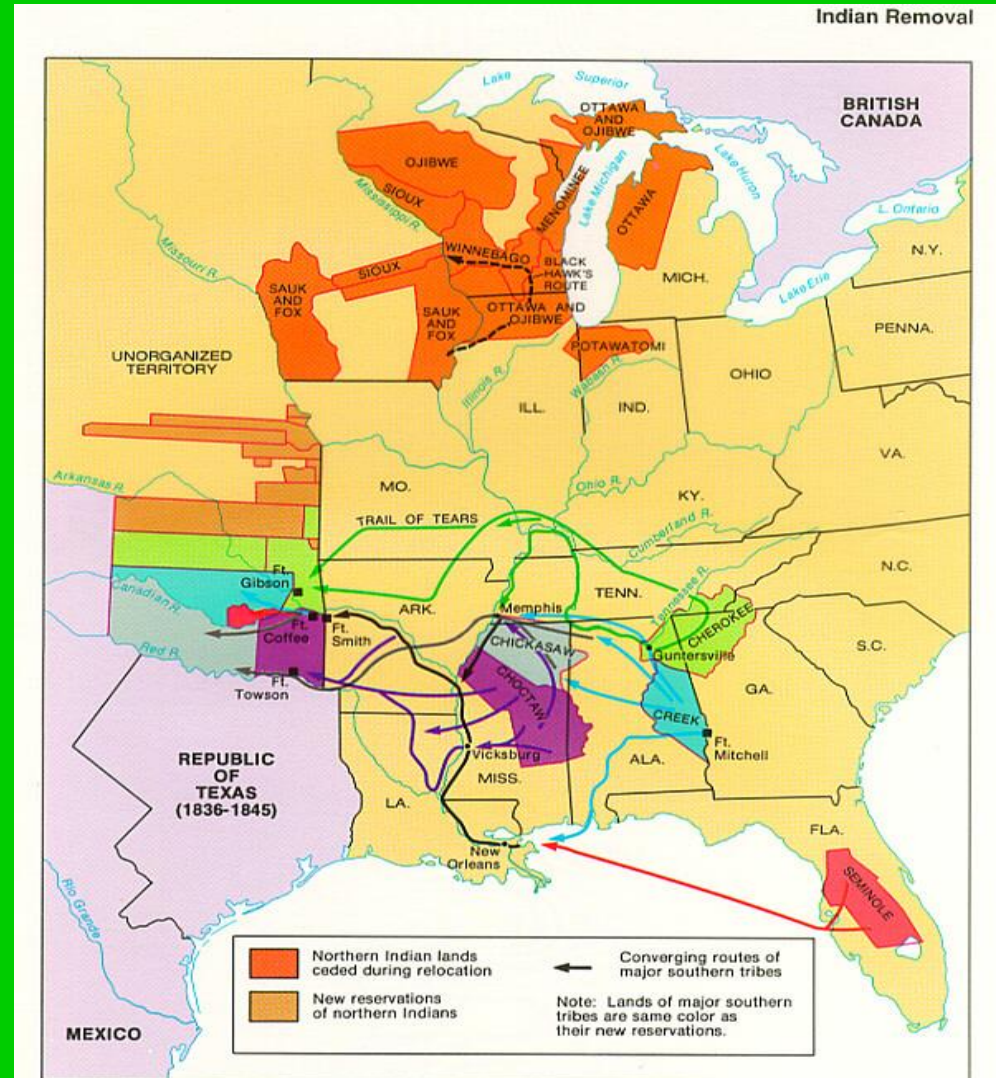 Indian Removal
Lake Superior
BRITISH
CANADA
OTTAWA
AND
OJIBWE
OJIBWE
SIOUX
Mississippi R.
MENOMINEE
Lake Michigan
Lake Huron
OTTAWA
L. Ontario
N.Y.
Missouri R.
WINNEBAGO
SIOUX
BLACK
HAWK'S
ROUTE
MICH.
Lake Erie
SAUK
AND
FOX
SAUK
AND
FOX
OTTAWA AND
OJIBWE
PENNA.
POTAWATOMI
UNORGANIZED
TERRITORY
Illinois R.
Wabash R.
OHIO
ILL.
IND.
VA.
Arkansas R.
MO.
Ohio R.
KY.
TRAIL OF TEARS
Cumberland R.
N.C.
Ft.
Gibson
Canadian R.
ARK.
Memphis
TENN.
Tennessee R.
CHEROKEE
Ft.
Coffee
Ft.
Smith
CHICKASAW
Guntersville
S.C.
Red R.
Ft.
Towson
CHOCTAW
GA.
CREEK
Ft.
Mitchell
REPUBLIC
OF
TEXAS
(1836-1845)
Vicksburg
MISS.
ALA.
LA.
FLA.
New
Orleans
SEMINOLE
Rio Grande
MEXICO
Northern Indian lands
ceded during relocation
New reservations
of northern Indians
Converging routes of
major southern tribes
Note: Lands of major southern
tribes are same color as
their new reservations.